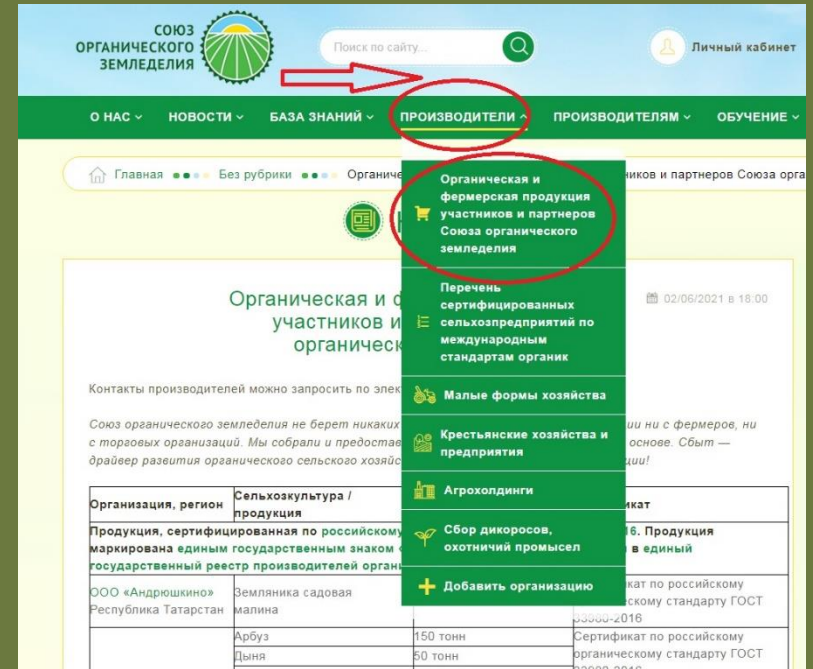 СОЮЗ
ОРГАНИЧЕСКОГО
ЗЕМЛЕДЕЛИЯ
Поиск по сайту...
Личный кабинет
О НАС
НОВОСТИ
БАЗА ЗНАНИЙ
ПРОИЗВОДИТЕЛИ
ПРОИЗВОДИТЕЛЯМ
ОБУЧЕНИЕ
Главная
Без рубрики
Органиче
ников и партнеров Союза орга
Органическая и
фермерская продукция
участников и партнеров
Союза органического
земледелия
Перечень
сертифицированных
сельхозпредприятий по
международным
стандартам органик
Малые формы хозяйства
Крестьянские хозяйства и
предприятия
Агрохолдинги
Сбор дикоросов,
охотничий промысел
Добавить организацию
Органическая и ф
участников и
органическ
02/06/2021 в 18:00
Контакты производителей можно запросить по элек
Союз органического земледелия не берет никаких
ии ни с фермеров, ни
с торговых организаций. Мы собрали и предостав
основе. Сбыт —
драйвер развития органического сельского хозяйс
ции!
Организация, регион
Сельхозкультура /
продукция
икат
Продукция, сертифицированная по российскому
16. Продукция
маркирована единым государственным знаком
в единый
государственный реестр производителей органи
ООО «Андрюшкино»
Республика Татарстан
Земляника садовая
малина
кат по российскому
ескому стандарту ГОСТ
33980-2016
Арбуз
150 тонн
Сертификат по российскому
Дыня
50 тонн
органическому стандарту ГОСТ